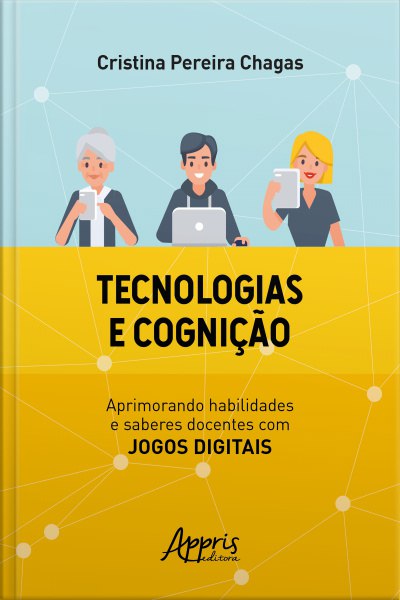 Cristina Pereira Chagas
TECNOLOGIAS
E COGNIÇÃO
Aprimorando habilidades
e saberes docentes com
JOGOS DIGITAIS
Appris
editora